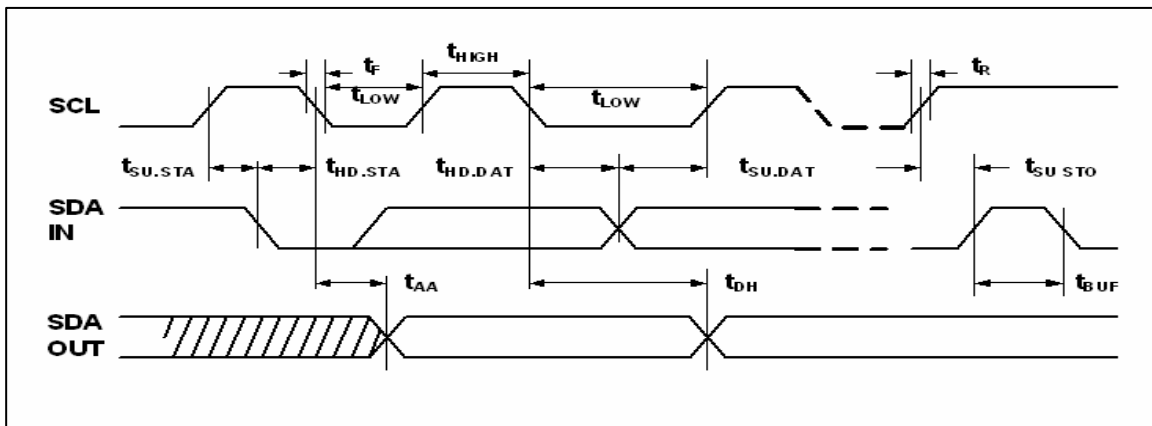 tF
tHIGH
tR
SCL
tLOW
tLOW
tSU.STA
tHD.STA
tHD.DAT
tSU.DAT
tSU STO
SDA
IN
tAA
tDH
tBUF
SDA
OUT